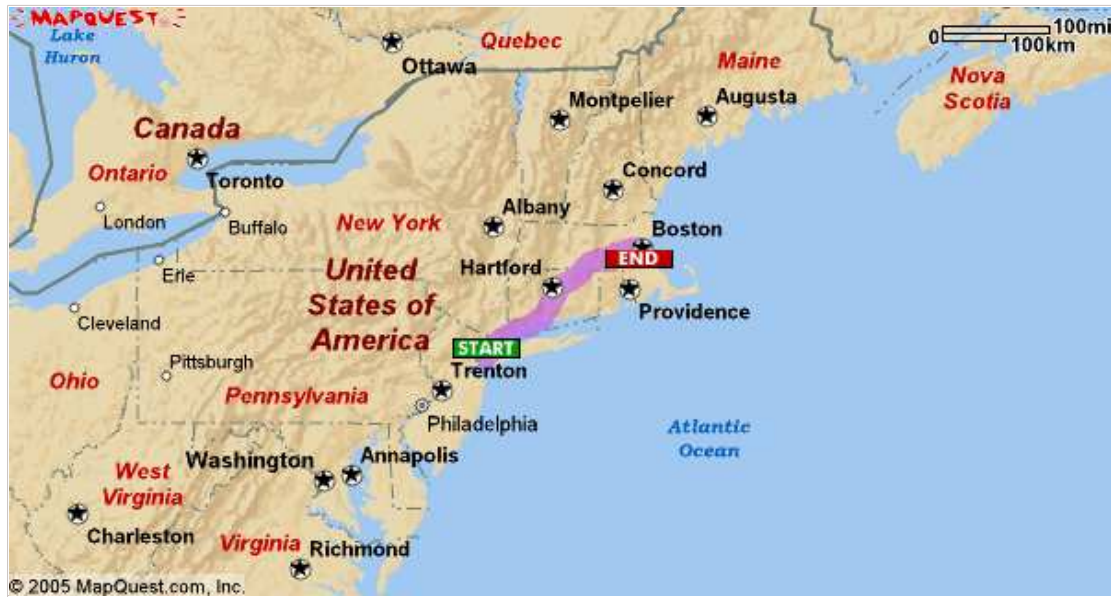 MAPQUEST
Lake
Huron
Ottawa
Quebec
Maine
100mi
0
100km
Nova
Scotia
Montpelier
Augusta
Canada
Ontario
Toronto
London
Buffalo
New York
Albany
Concord
Boston
END
Hartford
Providence
Erie
United
States of
America
Cleveland
START
Trenton
Pittsburgh
Ohio
Pennsylvania
Philadelphia
Atlantic
Ocean
Washington
Annapolis
West
Virginia
Charleston
Virginia
Richmond
© 2005 MapQuest.com, Inc.